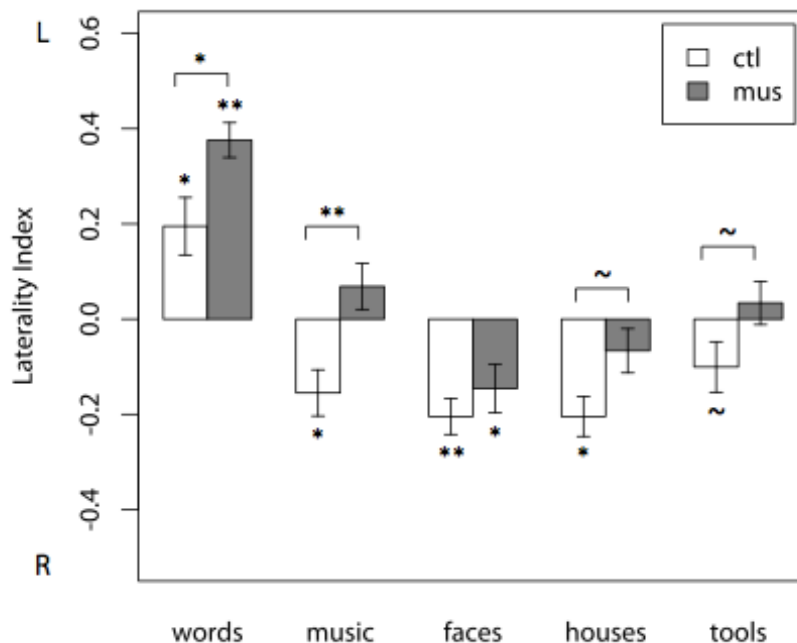 L
0.6
ctl
mus
*
**
*
0.4
0.2
**
~
~
0.0
Laterality Index
-0.2
*
**
*
*
~
-0.4
R
words music faces houses tools